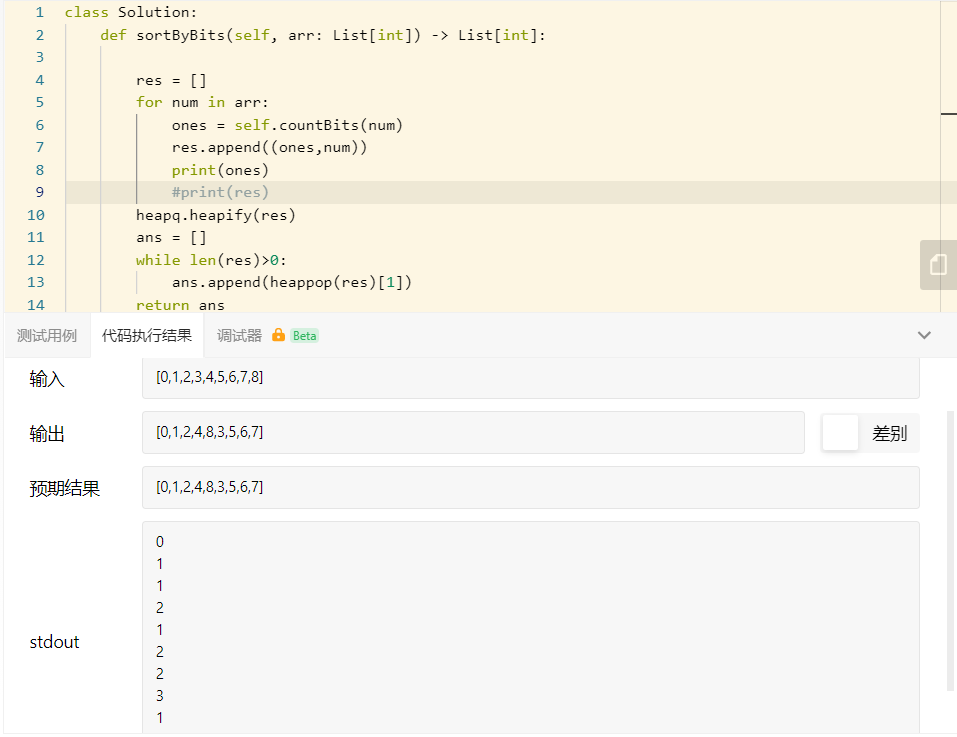 1 class Solution:
2 def sortByBits(self, arr: List[int]) -> List[int]:
3
4 res = []
5 for num in arr:
6 ones = self.countBits(num)
7 res.append((ones,num))
8 print(ones)
9 #print(res)
10 heapq.heapify(res)
11 ans = []
12 while len(res)>0:
13 ans.append(heappop(res)[1])
14 return ans
测试用例 代码执行结果 调试器 Beta
输入 [0,1,2,3,4,5,6,7,8]
输出 [0,1,2,4,8,3,5,6,7] 差别
预期结果 [0,1,2,4,8,3,5,6,7]
stdout
0
1
1
2
1
2
2
3
1